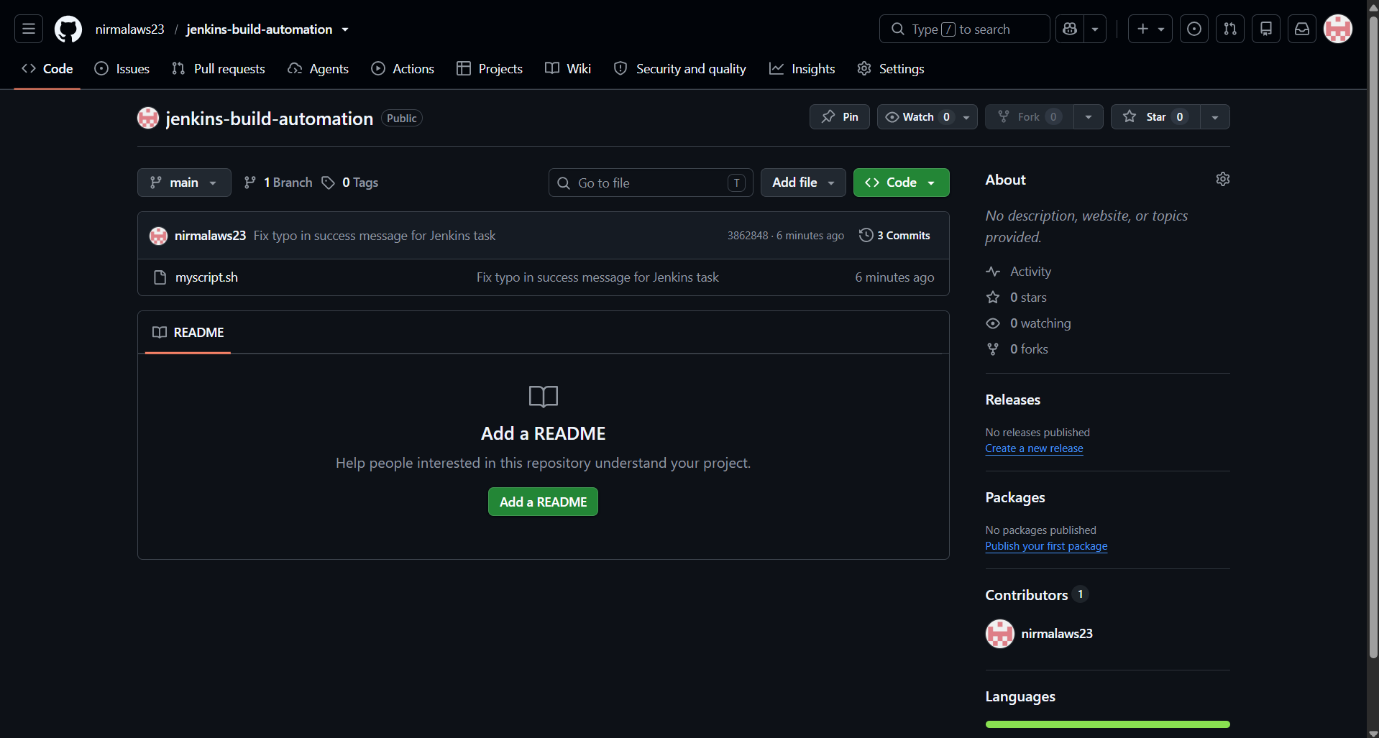 nirmalaws23 / jenkins-build-automation
Type / to search
Code Issues Pull requests Agents Actions Projects Wiki Security and quality Insights Settings
jenkins-build-automation Public
Pin Watch 0 Fork 0 Star 0
main 1 Branch 0 Tags
Go to file T Add file Code
nirmalaws23 Fix typo in success message for Jenkins task 3862848 · 6 minutes ago 3 Commits
myscript.sh Fix typo in success message for Jenkins task 6 minutes ago
README
Add a README
Help people interested in this repository understand your project.
Add a README
About
No description, website, or topics
provided.
Activity
0 stars
0 watching
0 forks
Releases
No releases published
Create a new release
Packages
No packages published
Publish your first package
Contributors 1
nirmalaws23
Languages